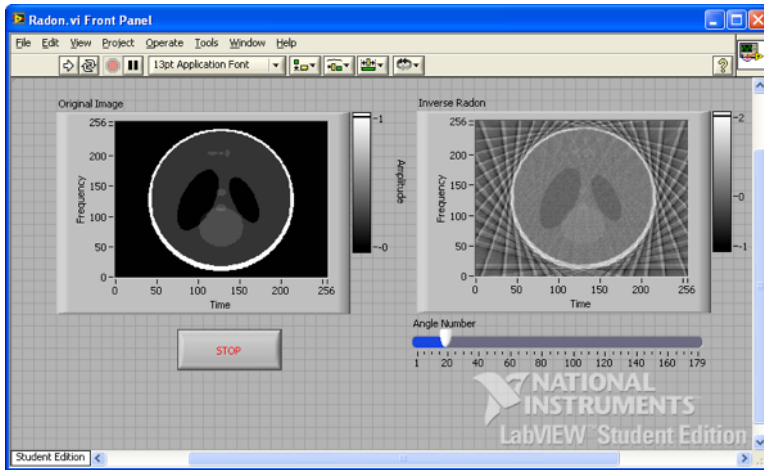 Radon.vi Front Panel
File Edit View Project Operate Tools Window Help
13pt Application Font
?
Original Image
256
200
150
100
50
0
Frequency
0 50 100 150 200 256
Time
1
0
Amplitude
Inverse Radon
256
200
150
100
50
0
Frequency
0 50 100 150 200 256
Time
2
0
-1
STOP
Angle Number
1 20 40 60 80 100 120 140 160 179
NATIONAL
INSTRUMENTS
LabVIEW™ Student Edition
Student Edition